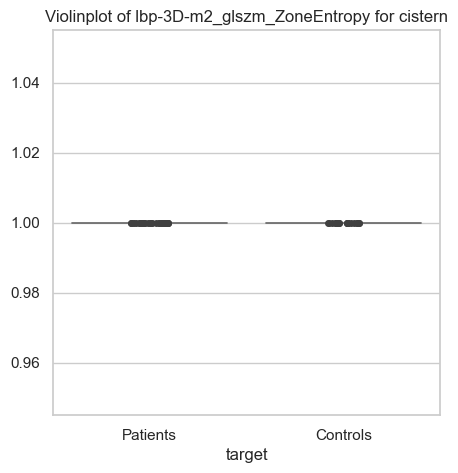 Violinplot of lbp-3D-m2_glszm_ZoneEntropy for cistern
1.04
1.02
1.00
0.98
0.96
Patients Controls
target